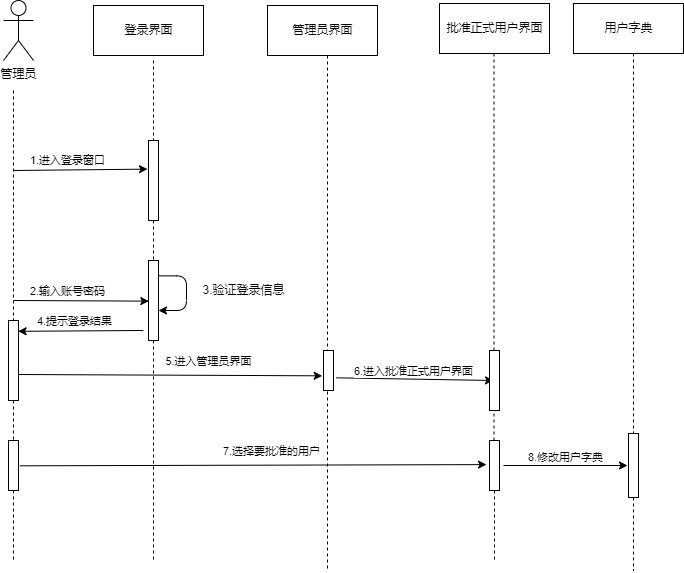 管理员
登录界面
管理员界面
批准正式用户界面
用户字典
1.进入登录窗口
2.输入账号密码
3.验证登录信息
4.提示登录结果
5.进入管理员界面
6.进入批准正式用户界面
7.选择要批准的用户
8.修改用户字典